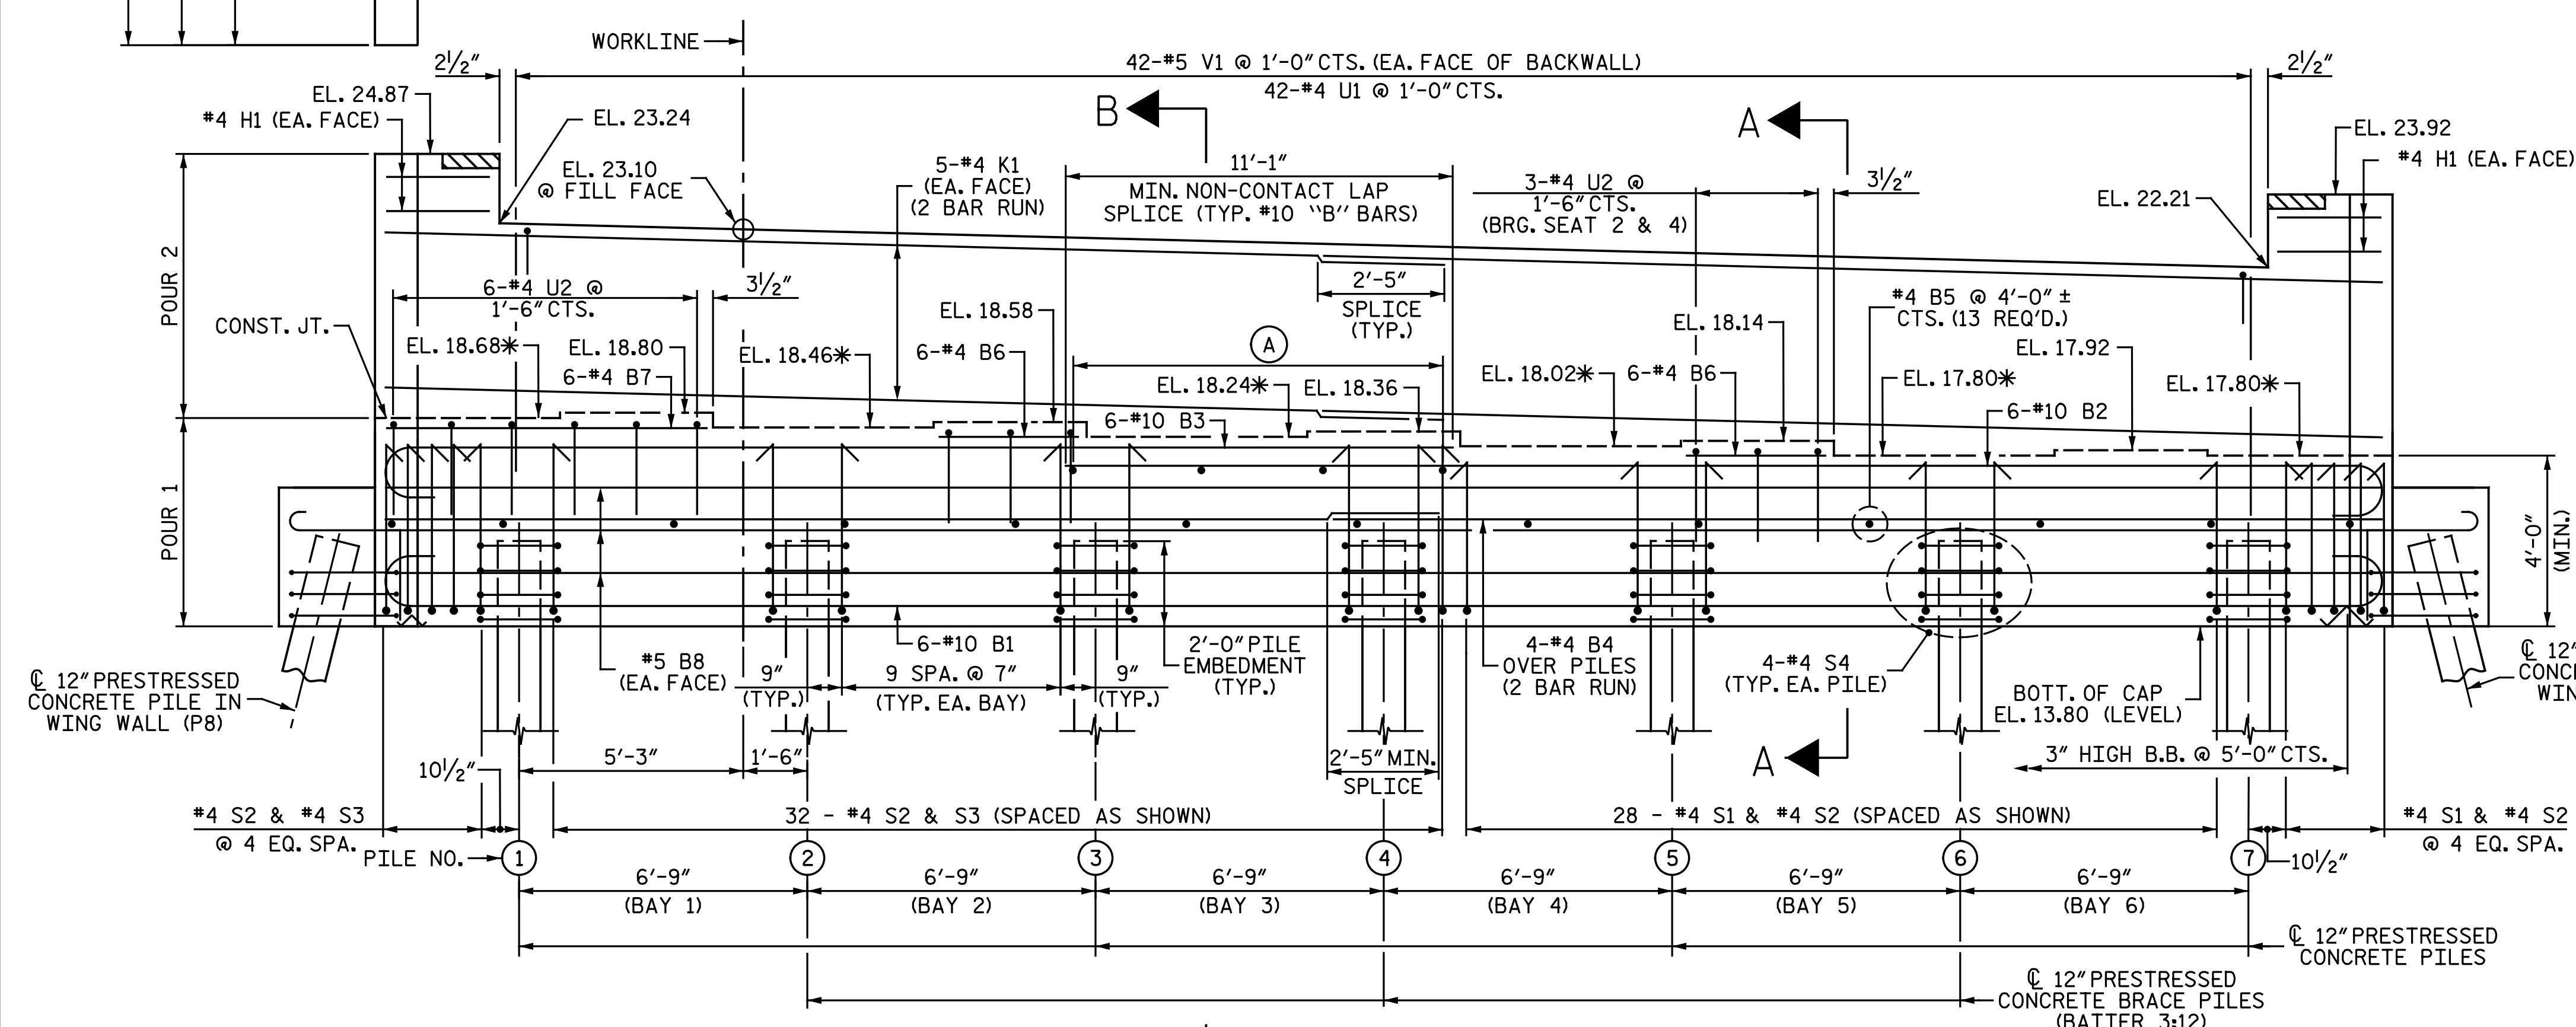 WORKLINE
2½″
42-#5 V1 @ 1′-0″ CTS. (EA. FACE OF BACKWALL)
42-#4 U1 @ 1′-0″ CTS.
2½″
EL. 24.87
#4 H1 (EA. FACE)
EL. 23.24
EL. 23.10
@ FILL FACE
5-#4 K1
(EA. FACE)
(2 BAR RUN)
B
11′-1″
MIN. NON-CONTACT LAP
SPLICE (TYP. #10 "B" BARS)
A
3-#4 U2 @
1′-6″ CTS.
(BRG. SEAT 2 & 4)
3½″
EL. 23.92
#4 H1 (EA. FACE)
EL. 22.21
POUR 2
6-#4 U2 @
1′-6″ CTS.
3½″
2′-5″
SPLICE
(TYP.)
#4 B5 @ 4′-0″ ±
CTS. (13 REQ'D.)
CONST. JT.
EL. 18.68*
EL. 18.80
6-#4 B7
EL. 18.46*
EL. 18.58
6-#4 B6
A
EL. 18.24*
EL. 18.36
6-#10 B3
EL. 18.14
EL. 18.02*
6-#4 B6
EL. 17.80*
EL. 17.92
EL. 17.80*
6-#10 B2
POUR 1
4′-0″
(MIN.)
℄ 12″ PRESTRESSED
CONCRETE PILE IN
WING WALL (P8)
#5 B8
(EA. FACE)
9″
(TYP.)
6-#10 B1
9 SPA. @ 7″
(TYP. EA. BAY)
9″
(TYP.)
2′-0″ PILE
EMBEDMENT
(TYP.)
4-#4 B4
OVER PILES
(2 BAR RUN)
4-#4 S4
(TYP. EA. PILE)
BOTT. OF CAP
EL. 13.80 (LEVEL)
℄ 12″
CONC
WIN
10½″
5′-3″
1′-6″
2′-5″ MIN.
SPLICE
A
3″ HIGH B.B. @ 5′-0″ CTS.
#4 S2 & #4 S3
@ 4 EQ. SPA.
32 - #4 S2 & S3 (SPACED AS SHOWN)
28 - #4 S1 & #4 S2 (SPACED AS SHOWN)
#4 S1 & #4 S2
@ 4 EQ. SPA.
PILE NO.
1
2
3
4
5
6
7
10½″
6′-9″
(BAY 1)
6′-9″
(BAY 2)
6′-9″
(BAY 3)
6′-9″
(BAY 4)
6′-9″
(BAY 5)
6′-9″
(BAY 6)
℄ 12″ PRESTRESSED
CONCRETE PILES
℄ 12″ PRESTRESSED
CONCRETE BRACE PILES
(BATTER 3:12)